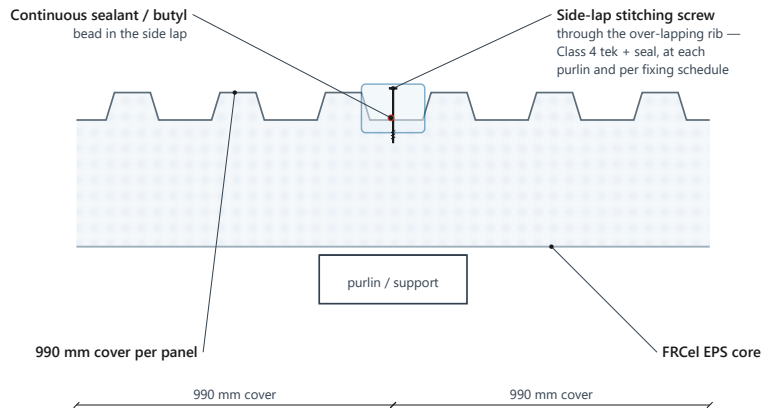 Continuous sealant / butyl
bead in the side lap
Side-lap stitching screw
through the over-lapping rib —
Class 4 tek + seal, at each
purlin and per fixing schedule
purlin / support
990 mm cover per panel
FRCel EPS core
990 mm cover
990 mm cover